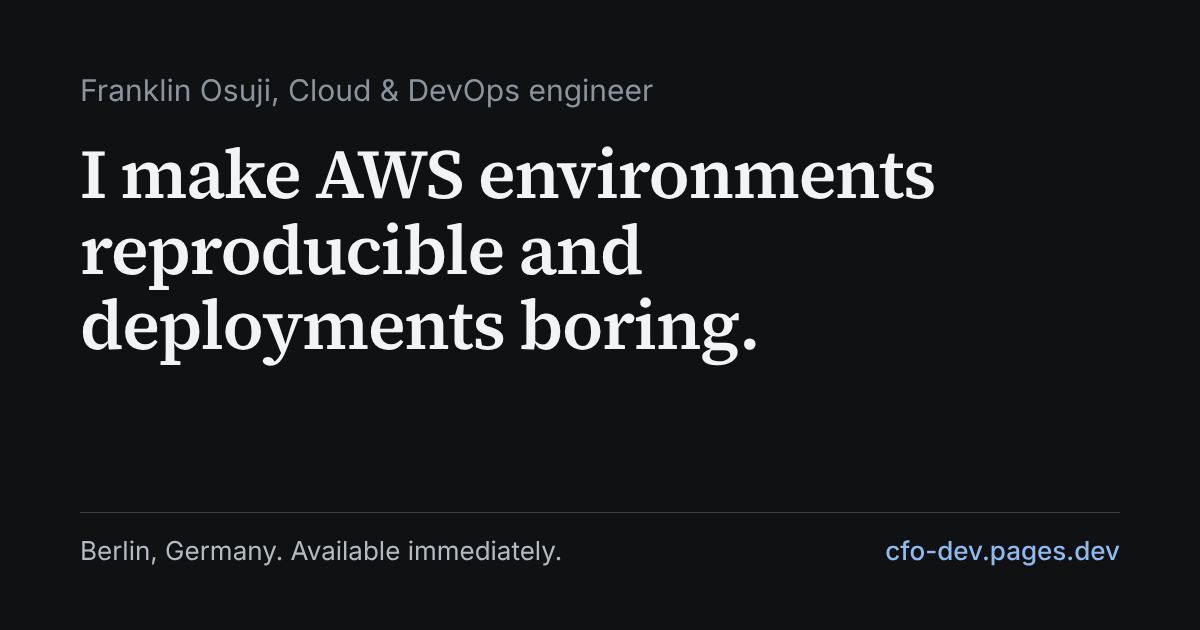 Franklin Osuji, Cloud & DevOps engineer
I make AWS environments
reproducible and
deployments boring.
Berlin, Germany. Available immediately.
cfo-dev.pages.dev